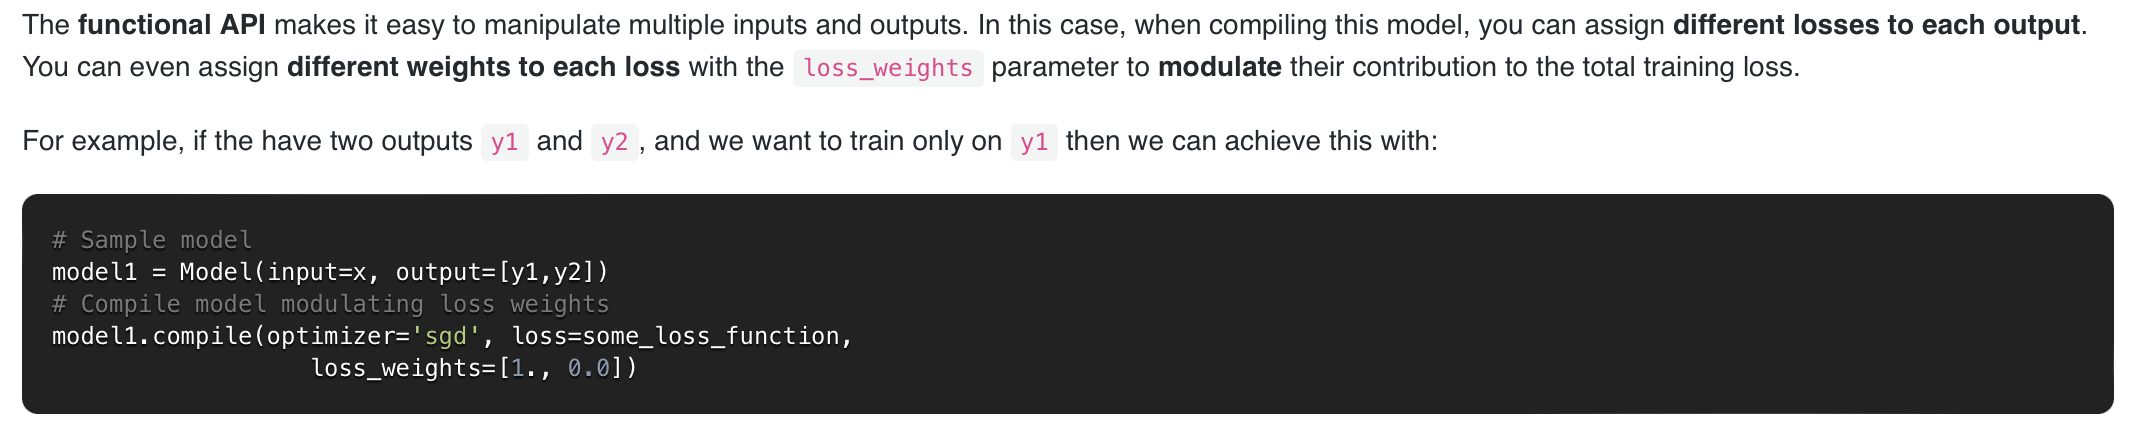 The functional API makes it easy to manipulate multiple inputs and outputs. In this case, when compiling this model, you can assign different losses to each output.
You can even assign different weights to each loss with the loss_weights parameter to modulate their contribution to the total training loss.
For example, if the have two outputs y1 and y2, and we want to train only on y1 then we can achieve this with:
# Sample model
model1 = Model(input=x, output=[y1,y2])
# Compile model modulating loss weights
model1.compile(optimizer='sgd', loss=some_loss_function,
                  loss_weights=[1., 0.0])